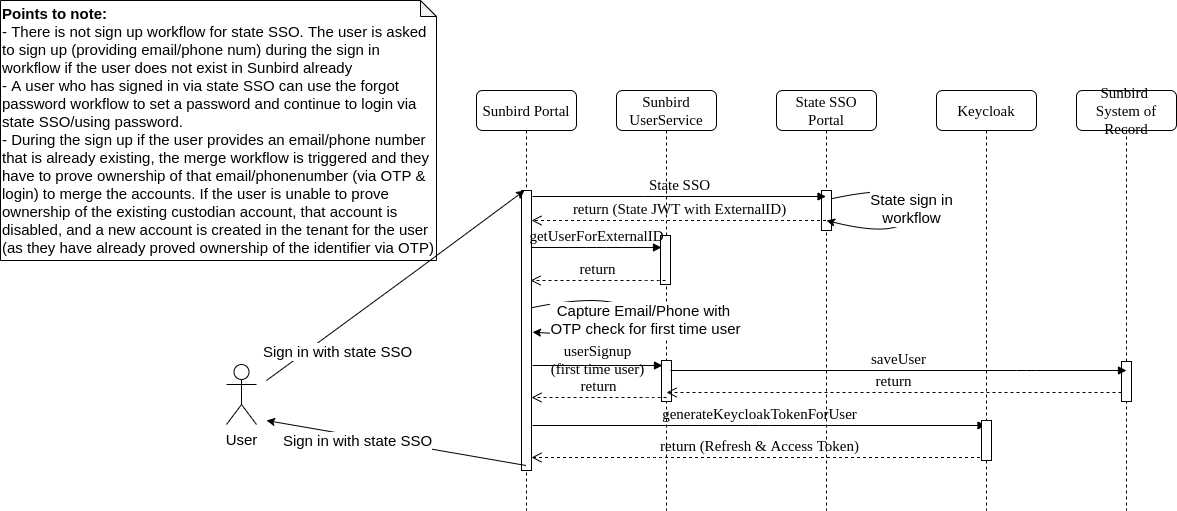 Points to note:
- There is not sign up workflow for state SSO. The user is asked
to sign up (providing email/phone num) during the sign in
workflow if the user does not exist in Sunbird already
- A user who has signed in via state SSO can use the forgot
password workflow to set a password and continue to login via
state SSO/using password.
- During the sign up if the user provides an email/phone number
that is already existing, the merge workflow is triggered and they
have to prove ownership of that email/phonenumber (via OTP &
login) to merge the accounts. If the user is unable to prove
ownership of the existing custodian account, that account is
disabled, and a new account is created in the tenant for the user
(as they have already proved ownership of the identifier via OTP)
Sunbird Portal
Sunbird
UserService
State SSO
Portal
Keycloak
Sunbird
System of
Record
State SSO
State sign in
workflow
return (State JWT with ExternalID)
getUserForExternalID
return
Capture Email/Phone with
OTP check for first time user
Sign in with state SSO
userSignup
(first time user)
saveUser
return
return
generateKeycloakTokenForUser
User
Sign in with state SSO
return (Refresh & Access Token)